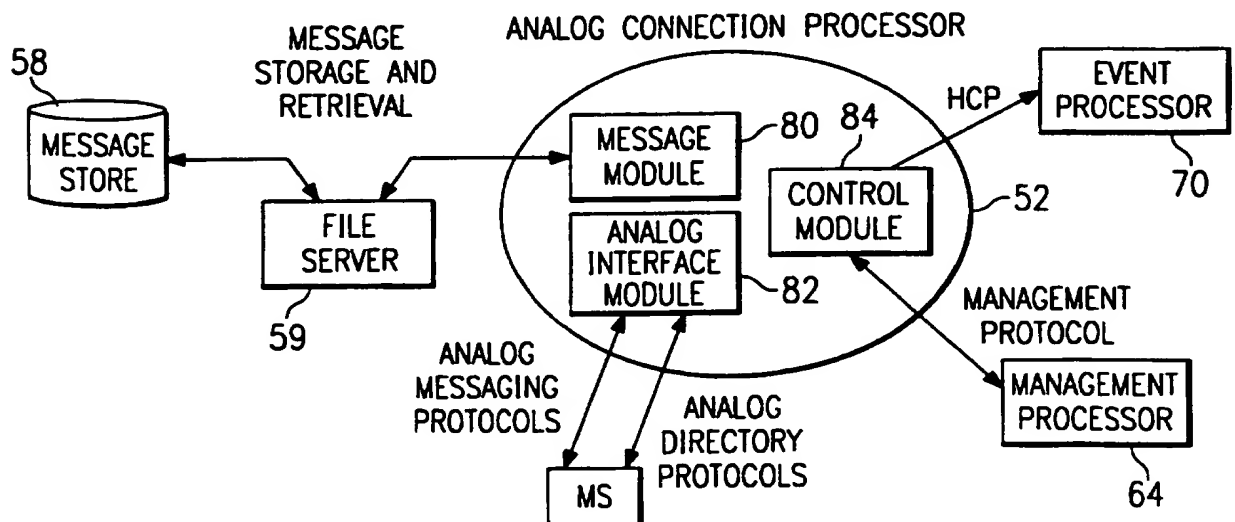 ANALOG CONNECTION PROCESSOR
58
MESSAGE
STORAGE AND
RETRIEVAL
MESSAGE
STORE
FILE
SERVER
59
MESSAGE
MODULE
80
ANALOG
INTERFACE
MODULE
82
84
CONTROL
MODULE
HCP
EVENT
PROCESSOR
70
52
MANAGEMENT
PROTOCOL
MANAGEMENT
PROCESSOR
64
ANALOG
MESSAGING
PROTOCOLS
ANALOG
DIRECTORY
PROTOCOLS
MS